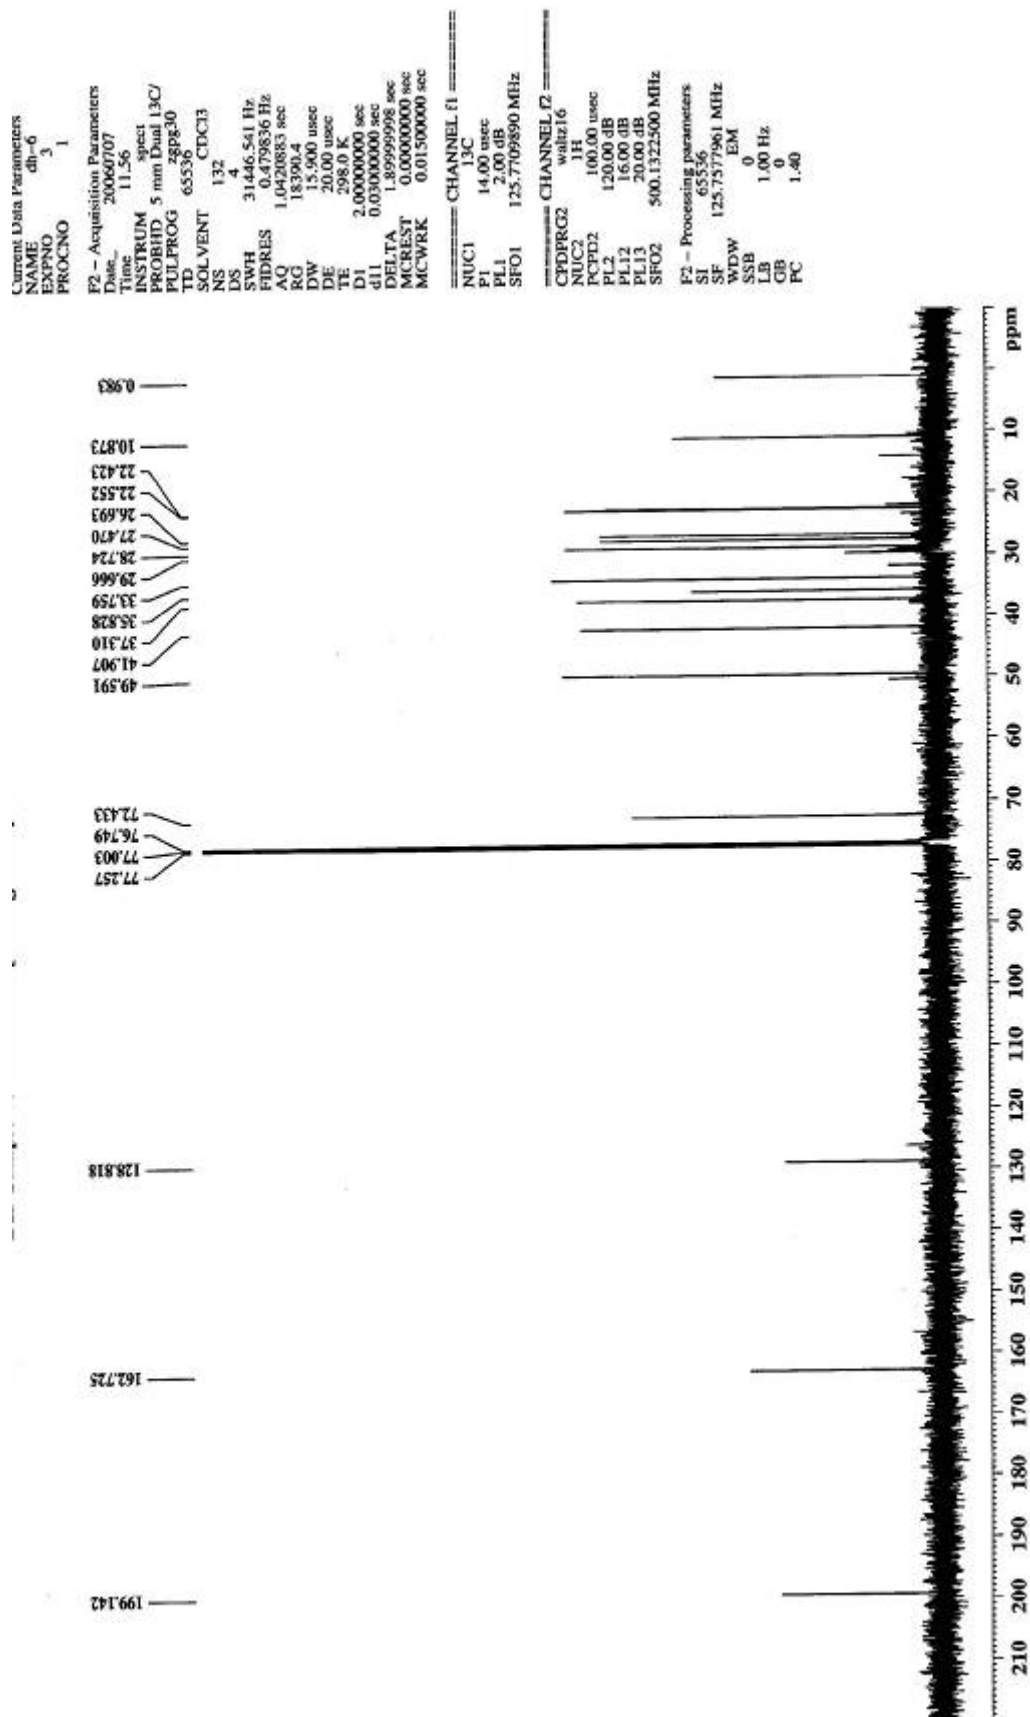 Current Data Parameters
NAME dh-6
EXPNO 3
PROCNO 1
F2 – Acquisition Parameters
Date_ 20060707
Time 11.56
INSTRUM spect
PROBHD 5 mm Dual 13C/
PULPROG zgpg30
TD 65536
SOLVENT CDCl3
NS 132
DS 4
SWH 31446.541 Hz
FIDRES 0.479836 Hz
AQ 1.0420883 sec
RG 18390.4
DW 15.900 usec
DE 20.00 usec
TE 298.0 K
D1 2.00000000 sec
d11 0.03000000 sec
DELTA 1.89999998 sec
MCREST 0.00000000 sec
MCWRK 0.01500000 sec
======== CHANNEL f1 ========
NUC1 13C
P1 14.00 usec
PL1 2.00 dB
SFO1 125.7709890 MHz
======== CHANNEL f2 ========
CPDPRG2 waltz16
NUC2 1H
PCPD2 100.00 usec
PL2 120.00 dB
PL12 16.00 dB
PL13 20.00 dB
SFO2 500.1322500 MHz
F2 – Processing parameters
SI 65536
SF 125.7577961 MHz
WDW EM
SSB 0
LB 1.00 Hz
GB 0
PC 1.40
199.142
162.725
128.818
77.257
77.003
76.749
72.433
49.591
41.907
37.310
35.828
33.759
29.666
28.724
27.470
26.693
22.552
22.423
10.873
0.983
210 200 190 180 170 160 150 140 130 120 110 100 90 80 70 60 50 40 30 20 10 ppm